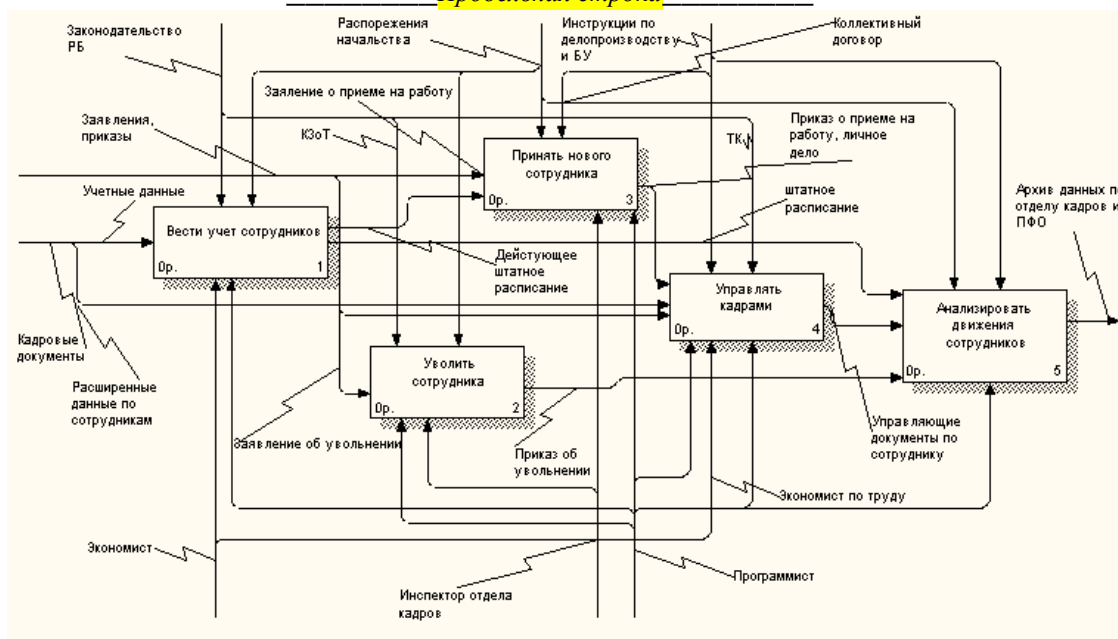 Пробельная строка
Законодательство
РБ
Распорежения
начальства
Инструкции по
делопроизводству
и БУ
Коллективный
договор
Заяление о приеме на работу
Заявления,
приказы
КЗоТ
ТК
Приказ о приеме на
работу, личное
дело
Принять нового
сотрудника
0р.
3
Учетные данные
штатное
расписание
Архив данных п
отделу кадров и
ПФО
Вести учет сотрудников
0р.
1
Дейстующее
штатное
расписание
Управлять
кадрами
0р.
4
Анализировать
движения
сотрудников
0р.
5
Кадровые
документы
Уволить
сотрудника
0р.
2
Расширенные
данные по
сотрудникам
Заявление об увольнении
Приказ об
увольнении
Управляющие
документы по
сотруднику
Экономист по труду
Экономист
Программист
Инспектор отдела
кадров